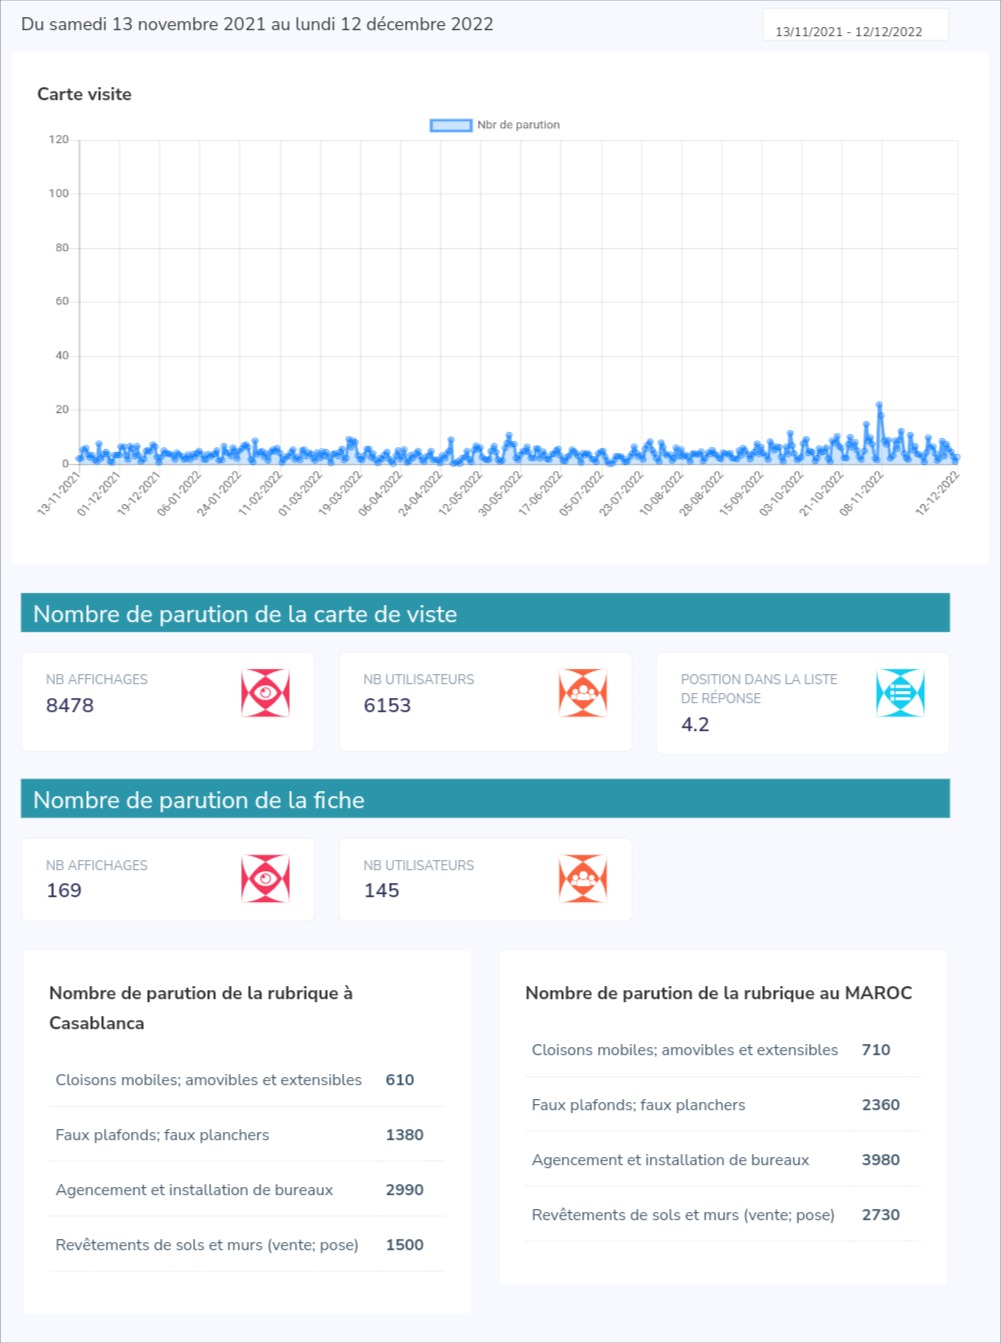 Du samedi 13 novembre 2021 au lundi 12 décembre 2022
13/11/2021 - 12/12/2022
Carte visite
Nbr de parution
120
100
80
60
40
20
0
13-11-2021
01-12-2021
19-12-2021
06-01-2022
24-01-2022
11-02-2022
01-03-2022
19-03-2022
06-04-2022
24-04-2022
12-05-2022
30-05-2022
17-06-2022
05-07-2022
23-07-2022
10-08-2022
28-08-2022
15-09-2022
03-10-2022
21-10-2022
08-11-2022
12-12-2022
Nombre de parution de la carte de viste
NB AFFICHAGES
8478
NB UTILISATEURS
6153
POSITION DANS LA LISTE
DE RÉPONSE
4.2
Nombre de parution de la fiche
NB AFFICHAGES
169
NB UTILISATEURS
145
Nombre de parution de la rubrique à
Casablanca
Cloisons mobiles; amovibles et extensibles 610
Faux plafonds; faux planchers 1380
Agencement et installation de bureaux 2990
Revêtements de sols et murs (vente; pose) 1500
Nombre de parution de la rubrique au MAROC
Cloisons mobiles; amovibles et extensibles 710
Faux plafonds; faux planchers 2360
Agencement et installation de bureaux 3980
Revêtements de sols et murs (vente; pose) 2730